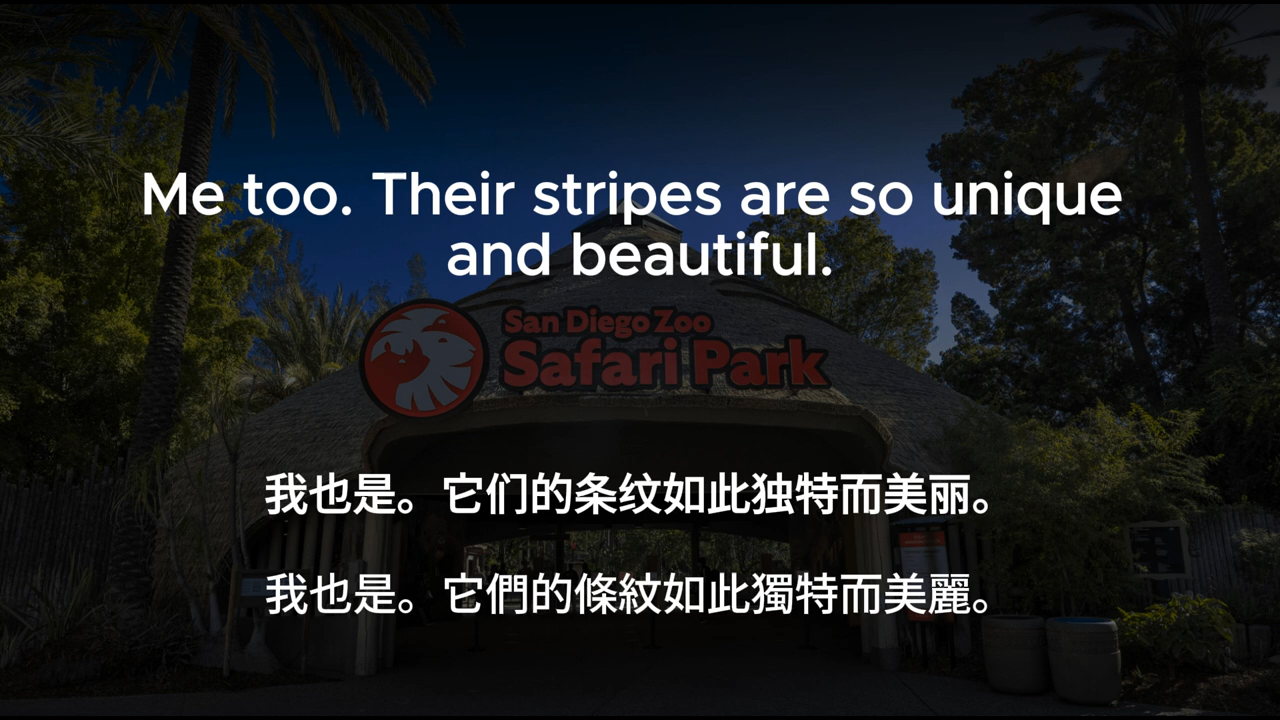 Me too. Their stripes are so unique
and beautiful.
San Diego Zoo
Safari Park
我也是。它们的条纹如此独特而美丽。
我也是。它們的條紋如此獨特而美麗。